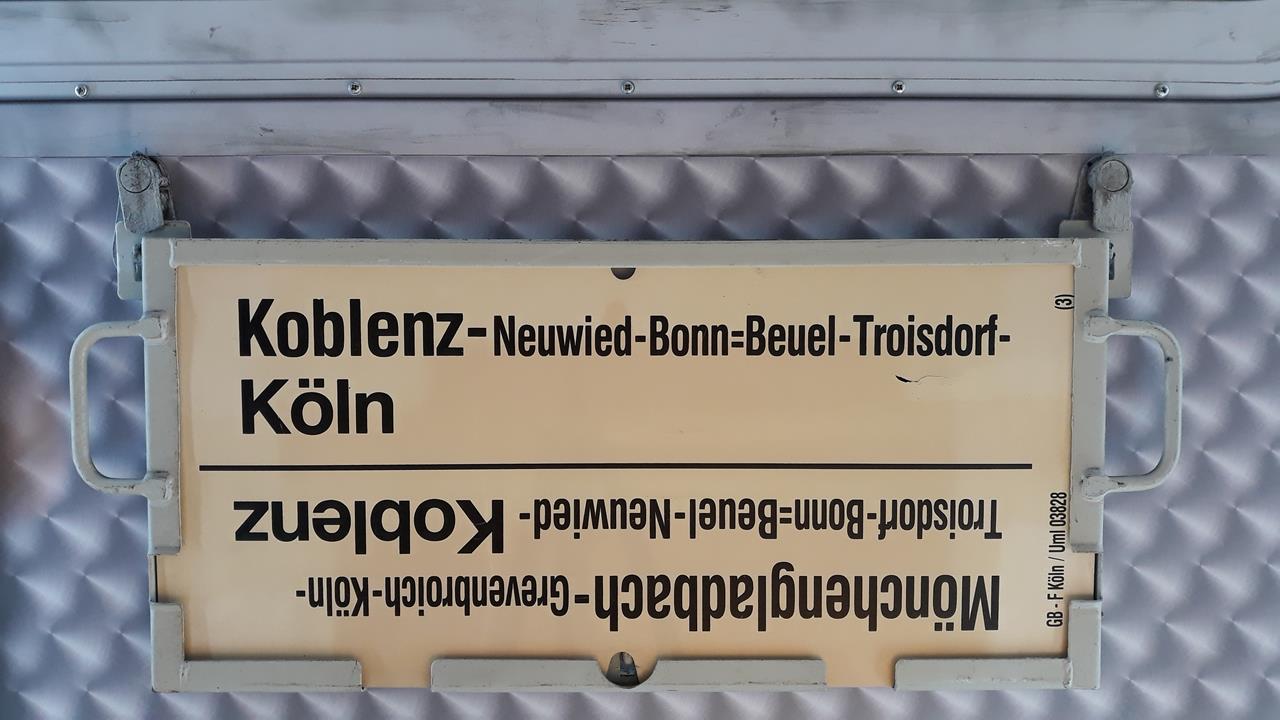 Koblenz-Neuwied-Bonn=Beuel-Troisdorf-
Köln
Mönchengladbach-Grevenbroich-Köln-
Troisdorf-Bonn=Beuel-Neuwied-Koblenz
(3)
GB - F Köln / Uml 03828